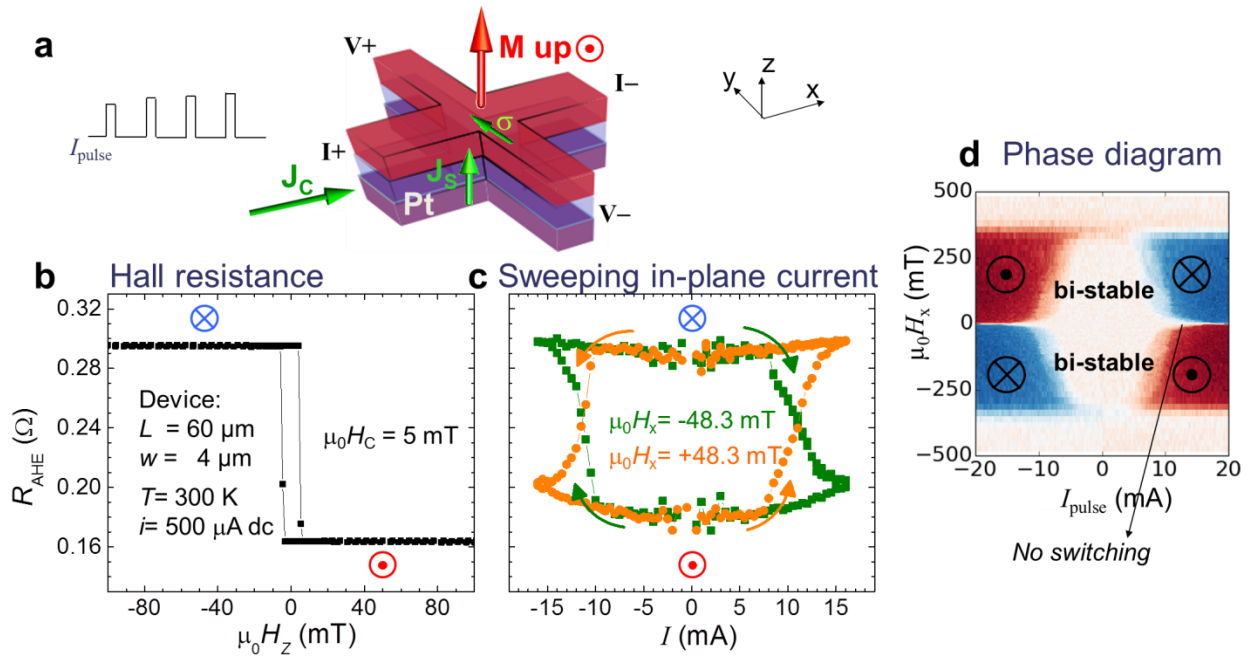 a
V+
M up
I−
z
y
x
I_pulse
I+
σ
J_C
J_S
Pt
V−
b Hall resistance
0.32
0.28
0.24
0.20
0.16
R_AHE (Ω)
Device:
L = 60 μm
w = 4 μm
T = 300 K
i = 500 μA dc
μ₀H_C = 5 mT
-80 -40 0 40 80
μ₀H_Z (mT)
c Sweeping in-plane current
μ₀H_x= -48.3 mT
μ₀H_x= +48.3 mT
-15 -10 -5 0 5 10 15
I (mA)
d Phase diagram
500
250
0
−250
−500
μ₀H_x (mT)
bi-stable
bi-stable
−20 −10 0 10 20
I_pulse (mA)
No switching